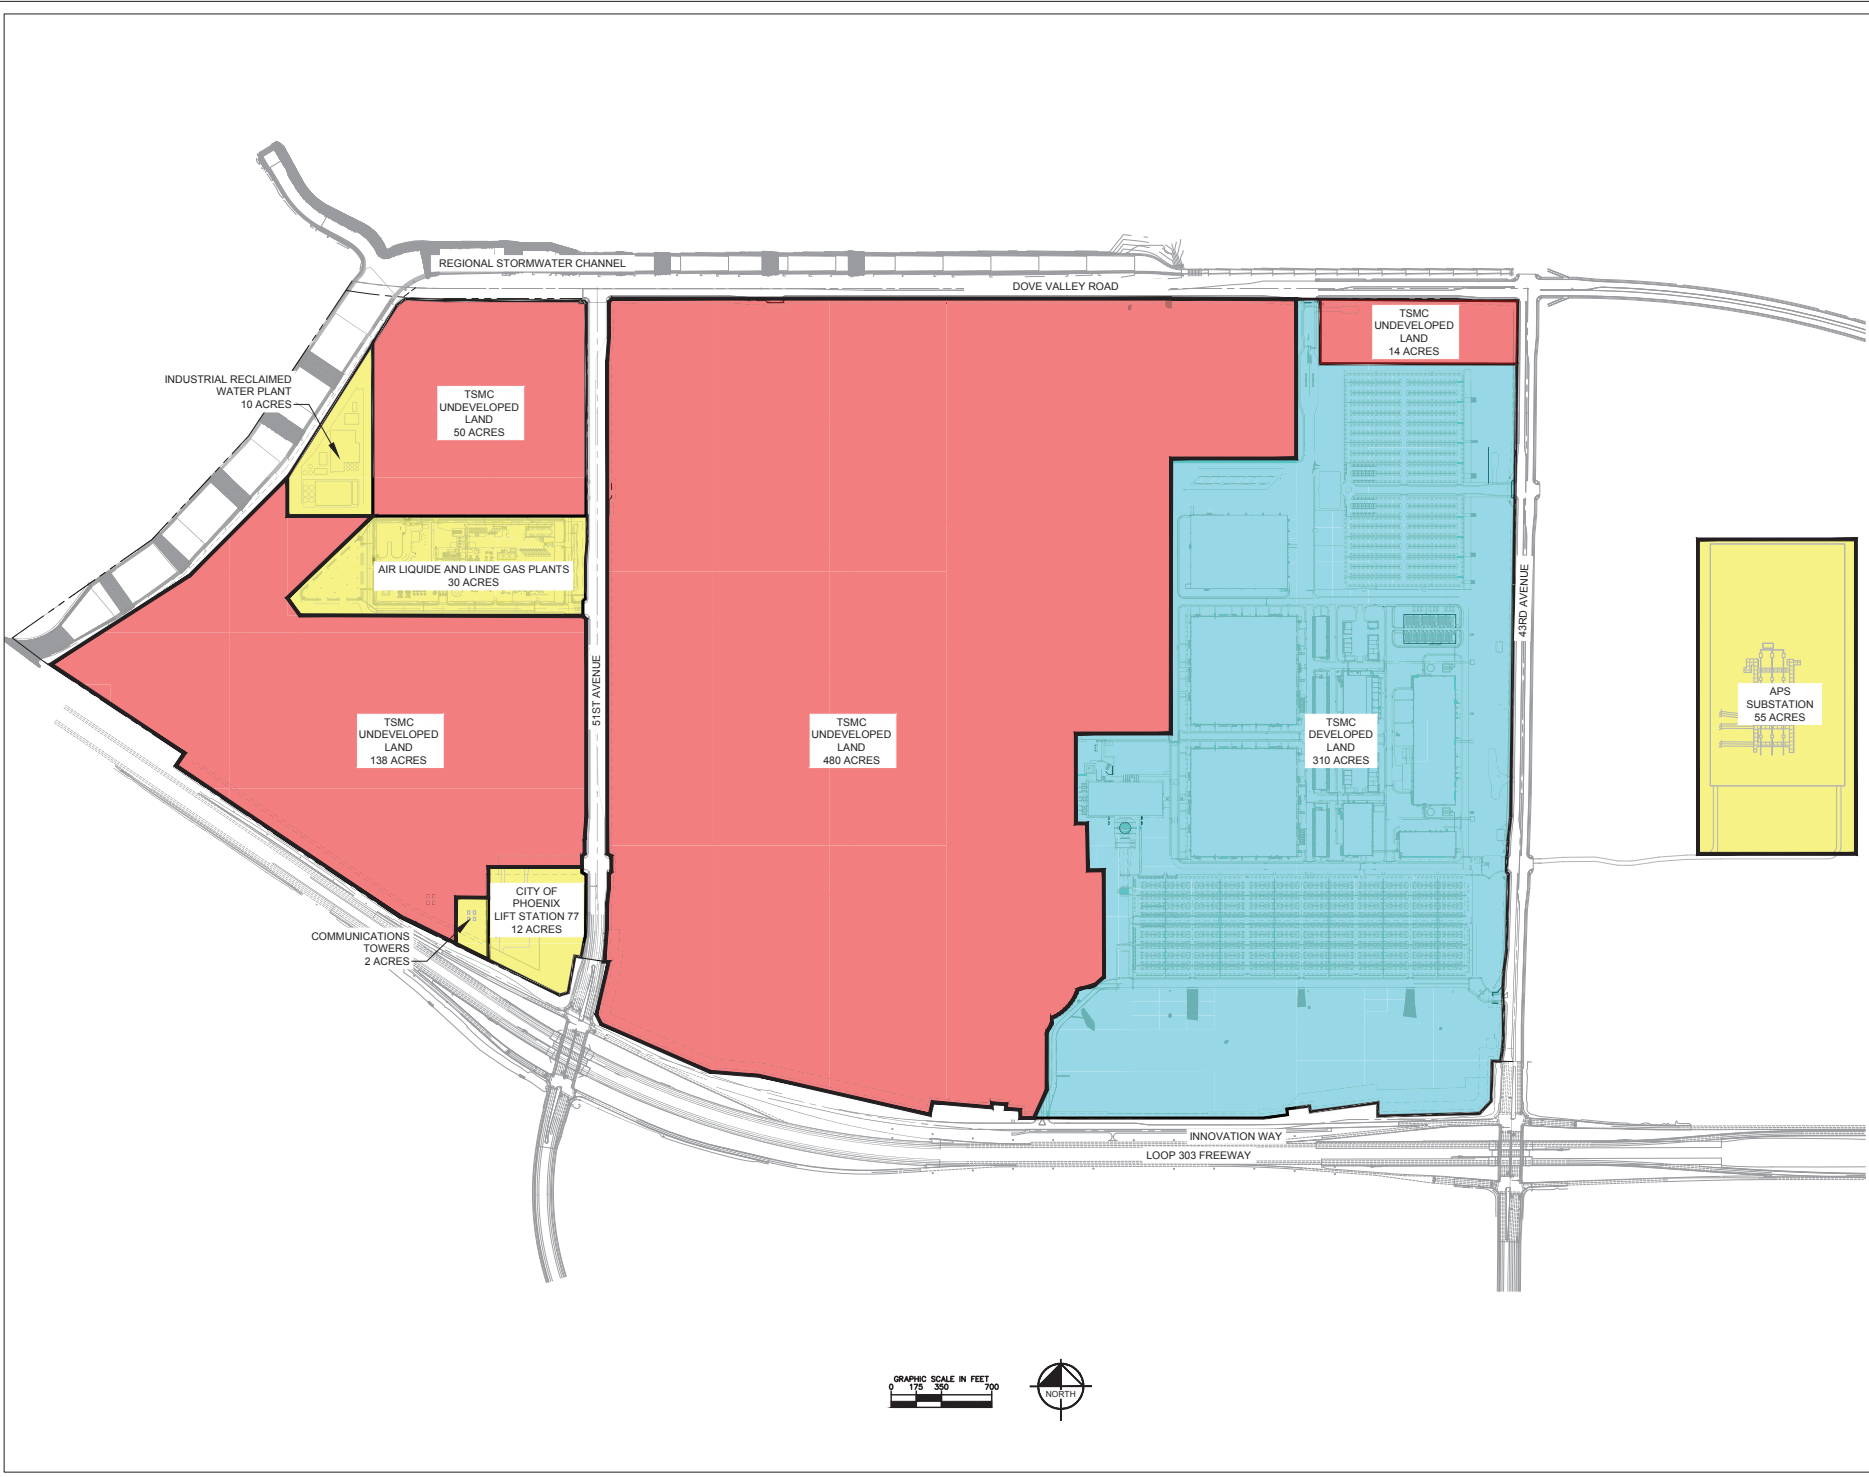 REGIONAL STORMWATER CHANNEL
DOVE VALLEY ROAD
TSMC
UNDEVELOPED
LAND
14 ACRES
INDUSTRIAL RECLAIMED
WATER PLANT
10 ACRES
TSMC
UNDEVELOPED
LAND
50 ACRES
AIR LIQUIDE AND LINDE GAS PLANTS
30 ACRES
43RD AVENUE
51ST AVENUE
TSMC
UNDEVELOPED
LAND
138 ACRES
TSMC
UNDEVELOPED
LAND
480 ACRES
TSMC
DEVELOPED
LAND
310 ACRES
APS
SUBSTATION
55 ACRES
CITY OF
PHOENIX
LIFT STATION 77
12 ACRES
COMMUNICATIONS
TOWERS
2 ACRES
INNOVATION WAY
LOOP 303 FREEWAY
GRAPHIC SCALE IN FEET
0 175 350 700
NORTH